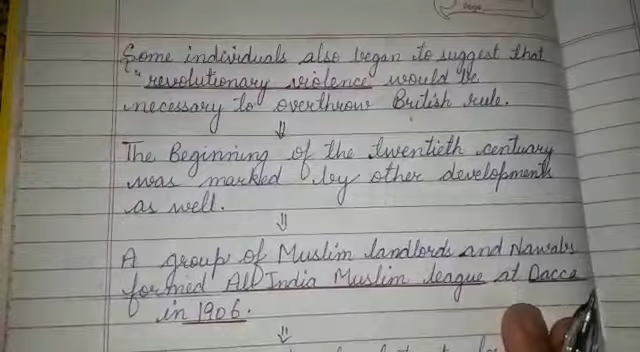 Some individuals also began to suggest that
"revolutionary violence would be
necessary to overthrow British rule.
⇓
The Beginning of the twentieth centuary
was marked by other developments
as well.
⇓
A group of Muslim landlords and Nawabs
formed All India Muslim league at Dacca
in 1906.
⇓